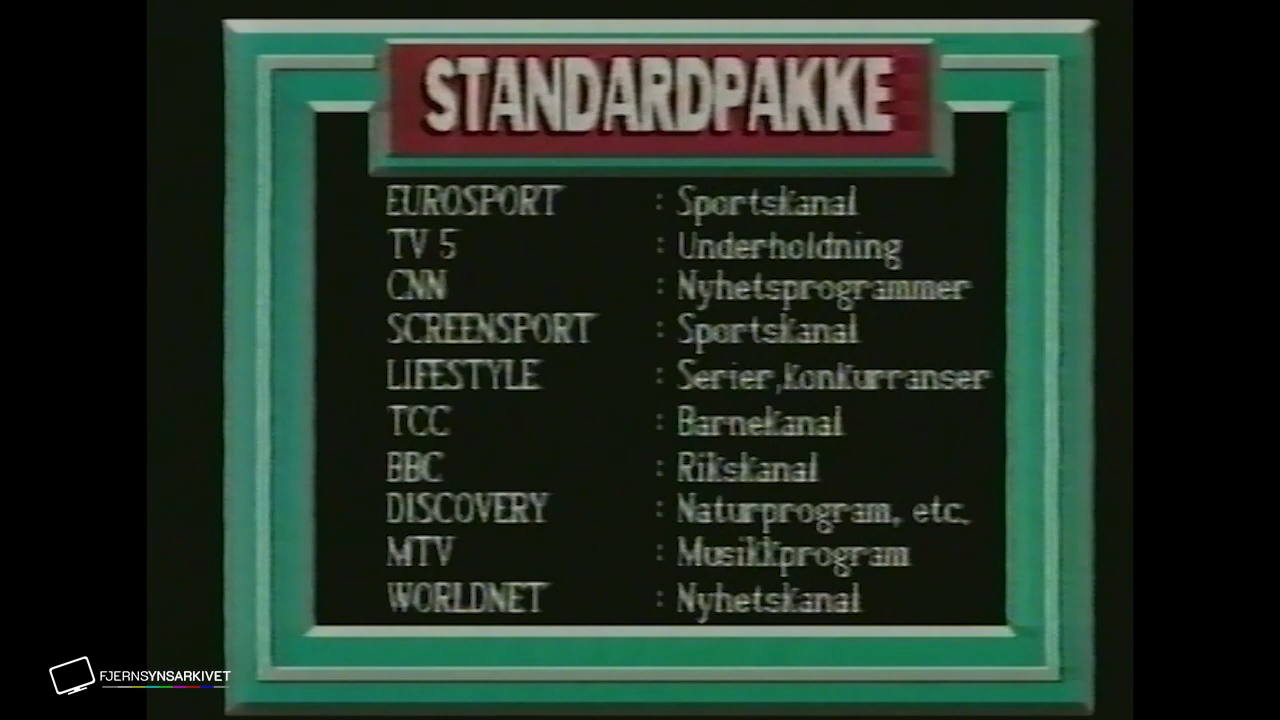 STANDARDPAKKE
EUROSPORT : Sportskanal
TV 5 : Underholdning
CNN : Nyhetsprogrammer
SCREENSPORT : Sportskanal
LIFESTYLE : Serier,konkurranser
TCC : Barnekanal
BBC : Rikskanal
DISCOVERY : Naturprogram, etc.
MTV : Musikkprogram
WORLDNET : Nyhetskanal
FJERNSYNSARKIVET